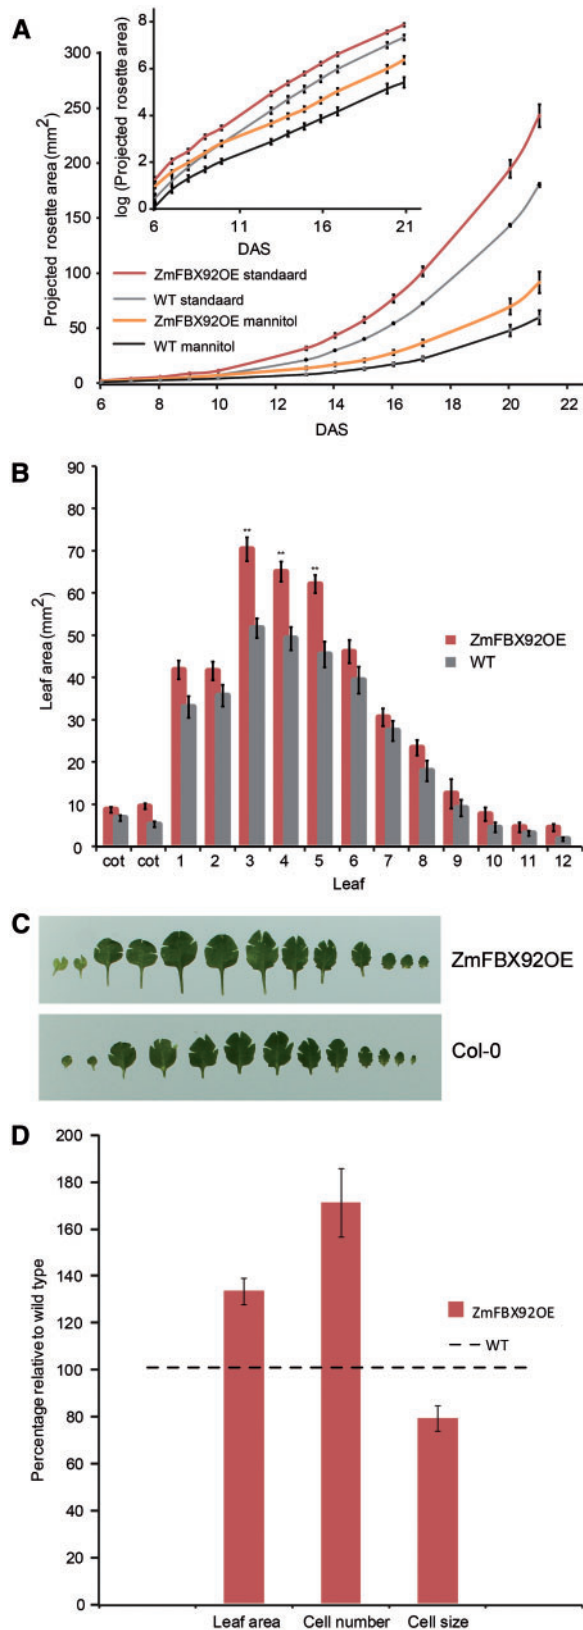 A
Projected rosette area (mm2)
300
250
200
150
100
50
0
6
8
10
12
14
16
18
20
22
DAS
log (Projected rosette area)
8
6
4
2
0
6
11
16
21
DAS
ZmFBX92OE standaard
WT standaard
ZmFBX92OE mannitol
WT mannitol
B
Leaf area (mm2)
90
80
70
60
50
40
30
20
10
0
** ** **
ZmFBX92OE
WT
cot cot 1 2 3 4 5 6 7 8 9 10 11 12
Leaf
C
ZmFBX92OE
Col-0
D
Percentage relative to wild type
200
180
160
140
120
100
80
60
40
20
0
ZmFBX92OE
WT
Leaf area Cell number Cell size